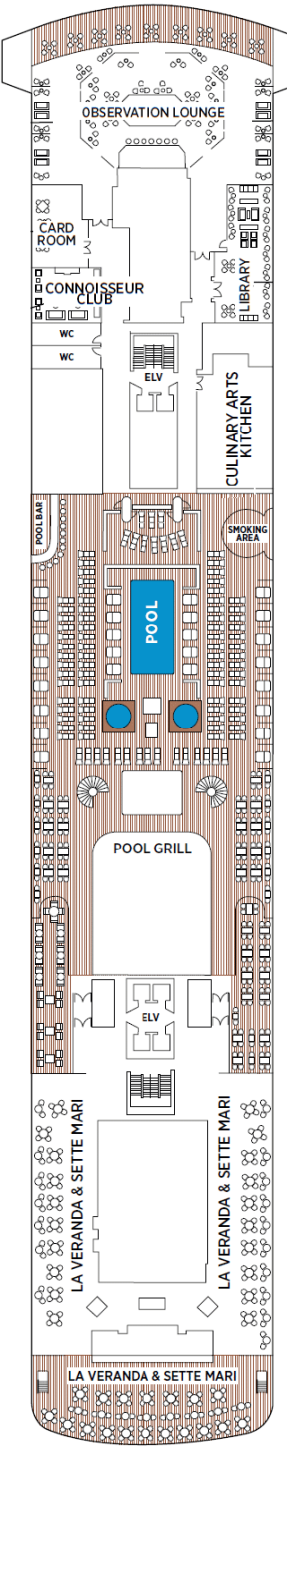 OBSERVATION LOUNGE
CARD
ROOM
CONNOISSEUR
CLUB
LIBRARY
WC
WC
ELV
CULINARY ARTS
KITCHEN
POOL BAR
SMOKING
AREA
POOL
POOL GRILL
ELV
LA VERANDA & SETTE MARI
LA VERANDA & SETTE MARI
LA VERANDA & SETTE MARI